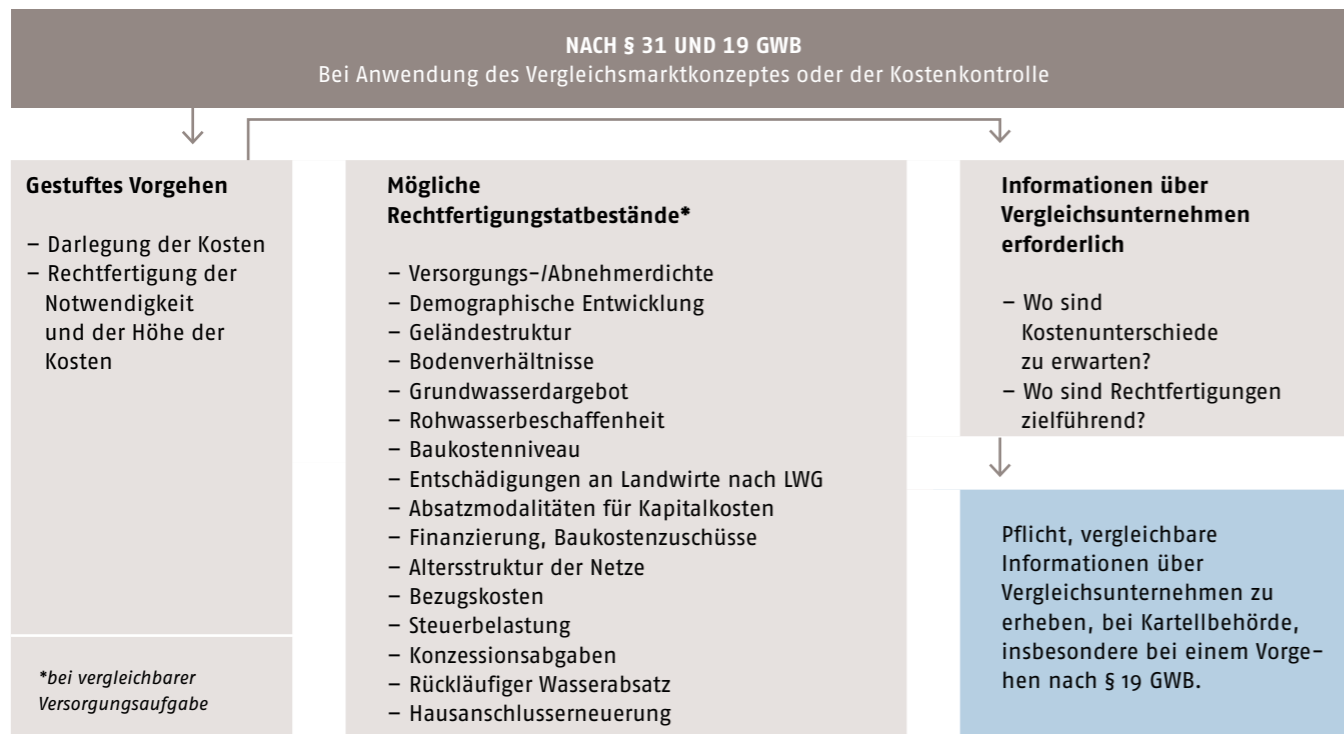 NACH § 31 UND 19 GWB
Bei Anwendung des Vergleichsmarktkonzeptes oder der Kostenkontrolle
Gestuftes Vorgehen
– Darlegung der Kosten
– Rechtfertigung der
Notwendigkeit
und der Höhe der
Kosten
*bei vergleichbarer
Versorgungsaufgabe
Mögliche
Rechtfertigungstatbestände*
– Versorgungs-/Abnehmerdichte
– Demographische Entwicklung
– Geländestruktur
– Bodenverhältnisse
– Grundwasserdargebot
– Rohwasserbeschaffenheit
– Baukostenniveau
– Entschädigungen an Landwirte nach LWG
– Absatzmodalitäten für Kapitalkosten
– Finanzierung, Baukostenzuschüsse
– Altersstruktur der Netze
– Bezugskosten
– Steuerbelastung
– Konzessionsabgaben
– Rückläufiger Wasserabsatz
– Hausanschlusserneuerung
Informationen über
Vergleichsunternehmen
erforderlich
– Wo sind
Kostenunterschiede
zu erwarten?
– Wo sind Rechtfertigungen
zielführend?
Pflicht, vergleichbare
Informationen über
Vergleichsunternehmen zu
erheben, bei Kartellbehörde,
insbesondere bei einem Vorge-
hen nach § 19 GWB.